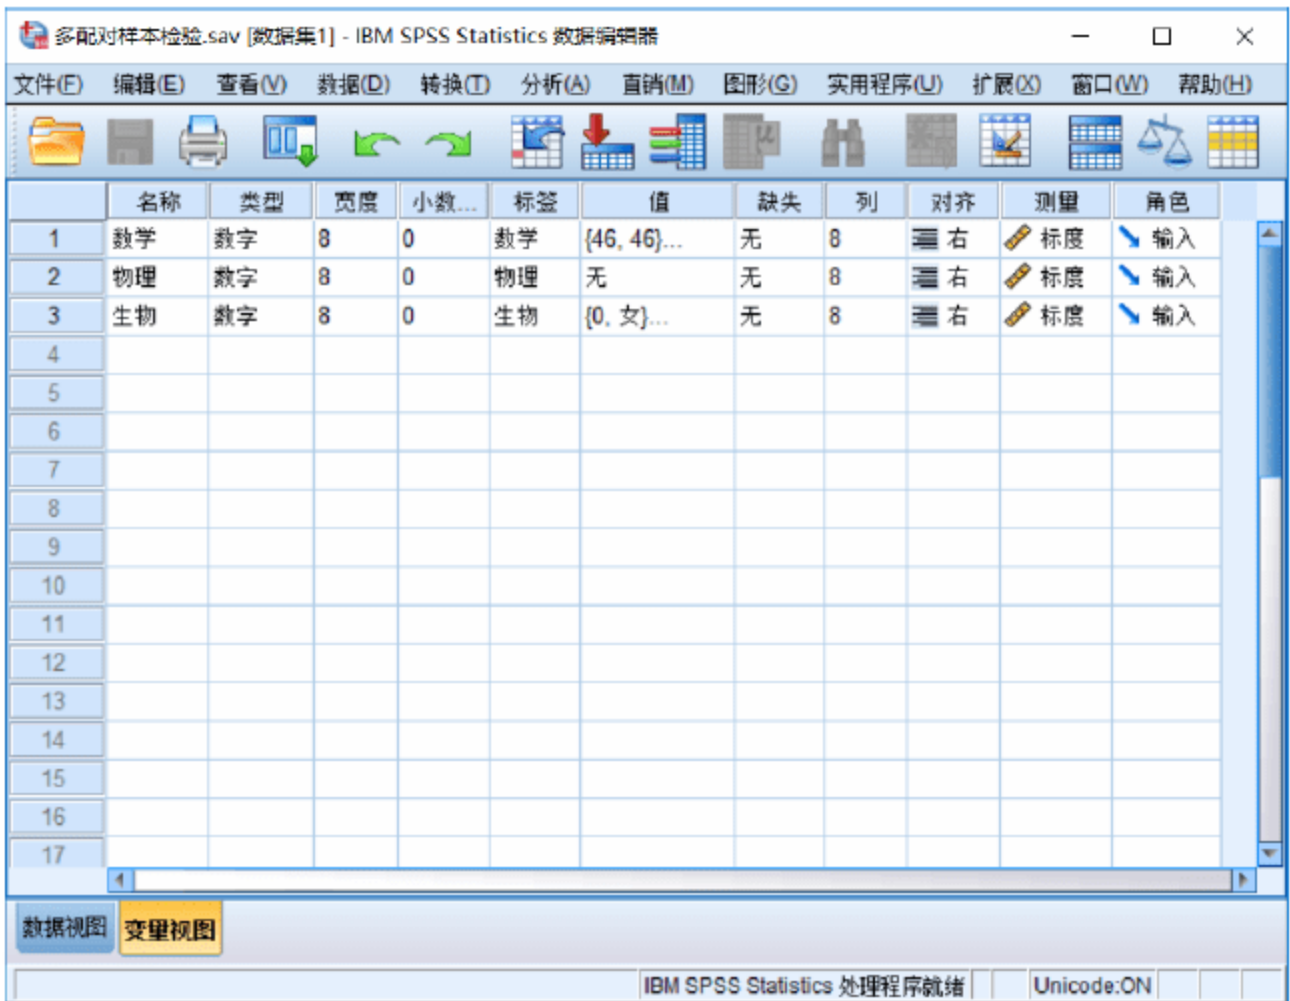 多配对样本检验.sav [数据集1] - IBM SPSS Statistics 数据编辑器
文件(F) 编辑(E) 查看(V) 数据(D) 转换(T) 分析(A) 直销(M) 图形(G) 实用程序(U) 扩展(X) 窗口(W) 帮助(H)
名称 类型 宽度 小数... 标签 值 缺失 列 对齐 测量 角色
1 数学 数字 8 0 数学 {46, 46}... 无 8 右 标度 输入
2 物理 数字 8 0 物理 无 无 8 右 标度 输入
3 生物 数字 8 0 生物 {0, 女}... 无 8 右 标度 输入
4
5
6
7
8
9
10
11
12
13
14
15
16
17
数据视图 变量视图
IBM SPSS Statistics 处理程序就绪 Unicode:ON